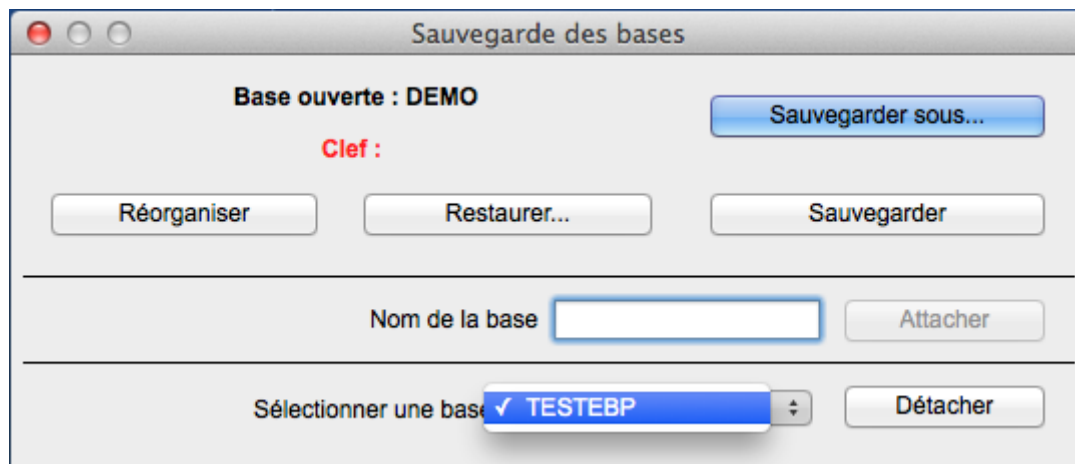 Sauvegarde des bases
Base ouverte : DEMO
Sauvegarder sous...
Clef :
Réorganiser
Restaurer...
Sauvegarder
Nom de la base
Attacher
Sélectionner une base
✓ TESTEBP
Détacher